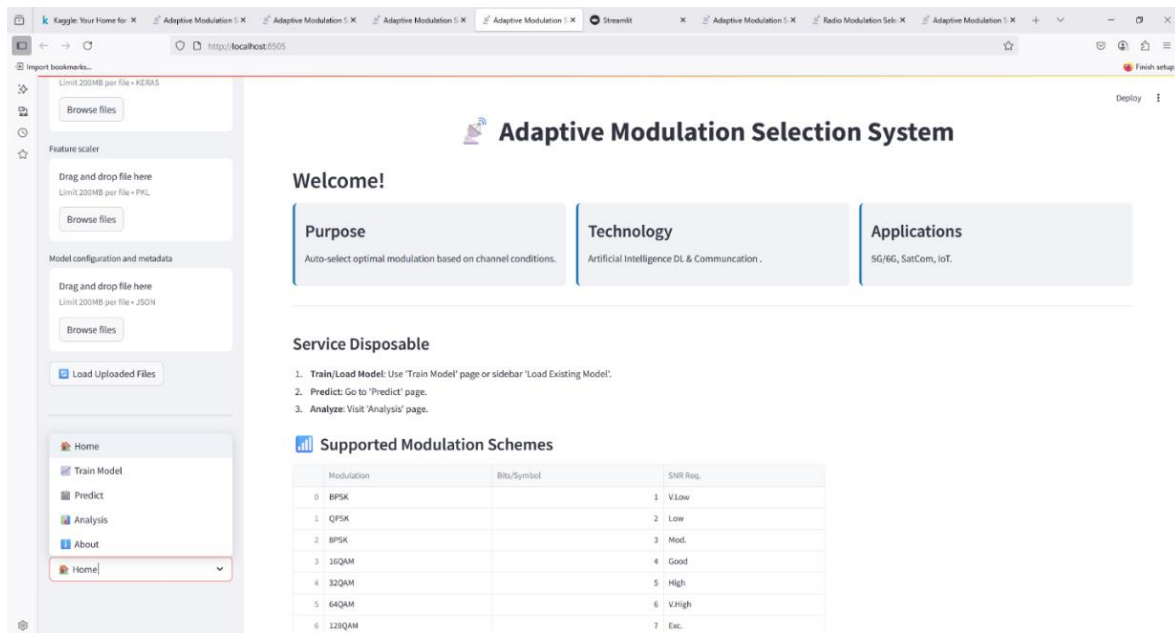 Kaggle: Your Home for
Adaptive Modulation S
Adaptive Modulation S
Adaptive Modulation S
Adaptive Modulation S
Streamlit
Adaptive Modulation S
Radio Modulation Sele
Adaptive Modulation S
http://localhost:8505
Import bookmarks...
Finish setup
Limit 200MB per file • KERAS
Browse files
Feature scaler
Drag and drop file here
Limit 200MB per file • PKL
Browse files
Model configuration and metadata
Drag and drop file here
Limit 200MB per file • JSON
Browse files
Load Uploaded Files
Home
Train Model
Predict
Analysis
About
Home
Deploy
Adaptive Modulation Selection System
Welcome!
Purpose
Auto-select optimal modulation based on channel conditions.
Technology
Artificial Intelligence DL & Communcation .
Applications
5G/6G, SatCom, IoT.
Service Disposable
1. Train/Load Model: Use 'Train Model' page or sidebar 'Load Existing Model'.
2. Predict: Go to 'Predict' page.
3. Analyze: Visit 'Analysis' page.
Supported Modulation Schemes
Modulation Bits/Symbol SNR Req.
0 BPSK 1 V.Low
1 QPSK 2 Low
2 8PSK 3 Mod.
3 16QAM 4 Good
4 32QAM 5 High
5 64QAM 6 V.High
6 128QAM 7 Exc.